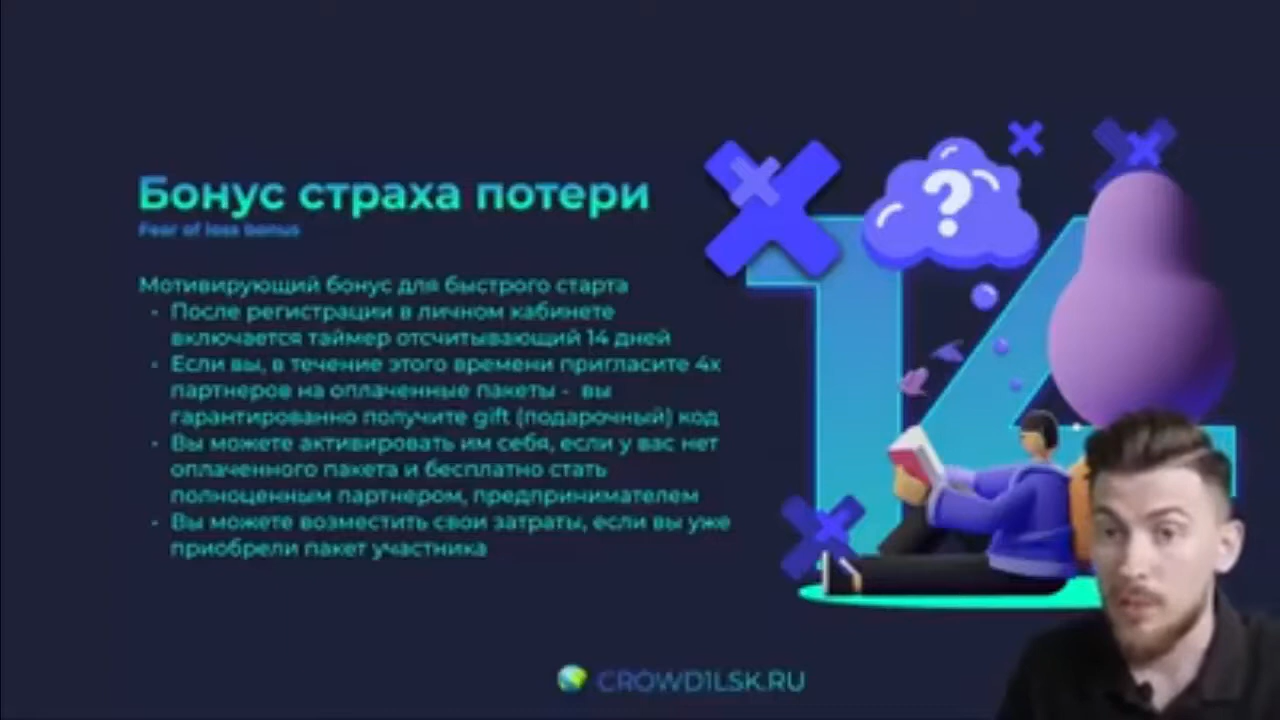 Бонус страха потери
Fear of loss bonus
Мотивирующий бонус для быстрого старта
- После регистрации в личном кабинете
включается таймер отсчитывающий 14 дней
- Если вы, в течение этого времени пригласите 4х
партнеров на оплаченные пакеты - вы
гарантированно получите gift (подарочный) код
- Вы можете активировать им себя, если у вас нет
оплаченного пакета и бесплатно стать
полноценным партнером, предпринимателем
- Вы можете возместить свои затраты, если вы уже
приобрели пакет участника
?
14
CROWD1LSK.RU